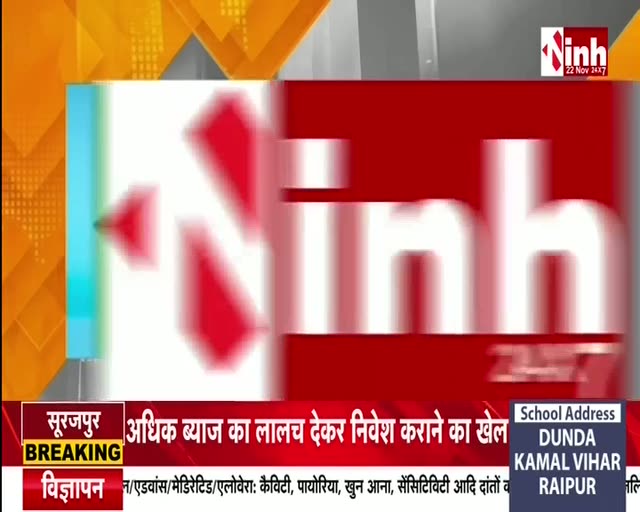 inh
22 Nov 24X7
inh
24X7
सूरजपुर
BREAKING
अधिक ब्याज का लालच देकर निवेश कराने का खेल
School Address
DUNDA
KAMAL VIHAR
RAIPUR
विज्ञापन
ल/एडवांस/मेडिरेटिड/एलोवेरा: कैविटी, पायोरिया, खुन आना, सेंसिटिविटी आदि दांतों